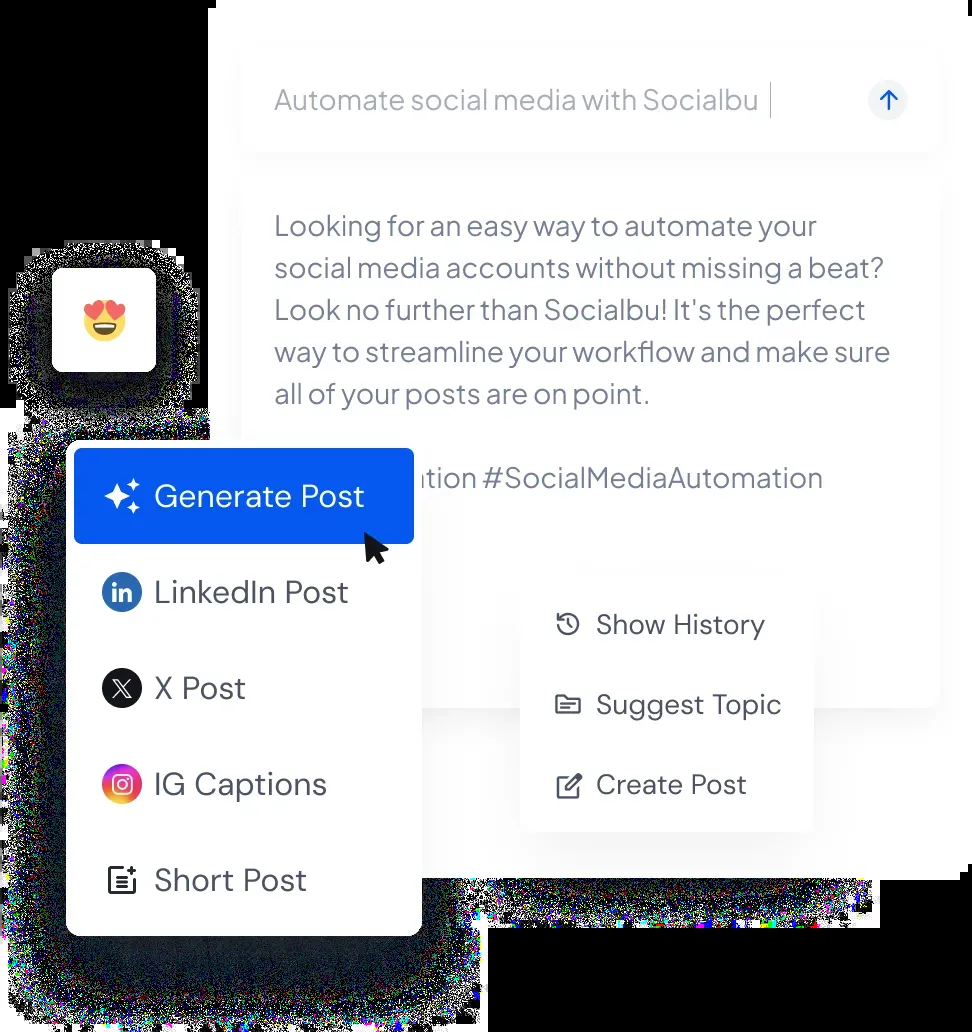 Automate social media with Socialbu
Looking for an easy way to automate your
social media accounts without missing a beat?
Look no further than Socialbu! It's the perfect
way to streamline your workflow and make sure
all of your posts are on point.
#SocialMediaAutomation
Generate Post
in LinkedIn Post
X Post
IG Captions
Short Post
Show History
Suggest Topic
Create Post